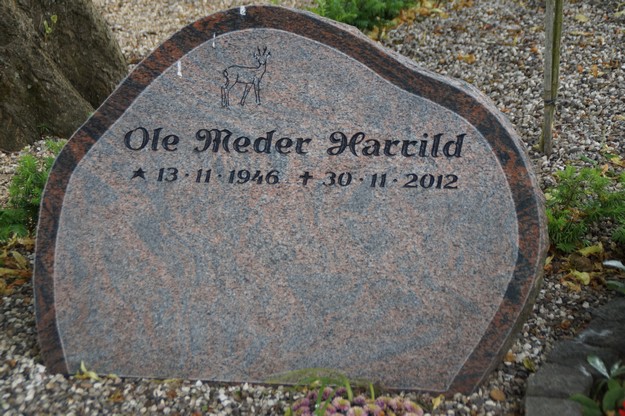 Ole Meder Harrild
★ 13 · 11 · 1946 ✝ 30 · 11 · 2012